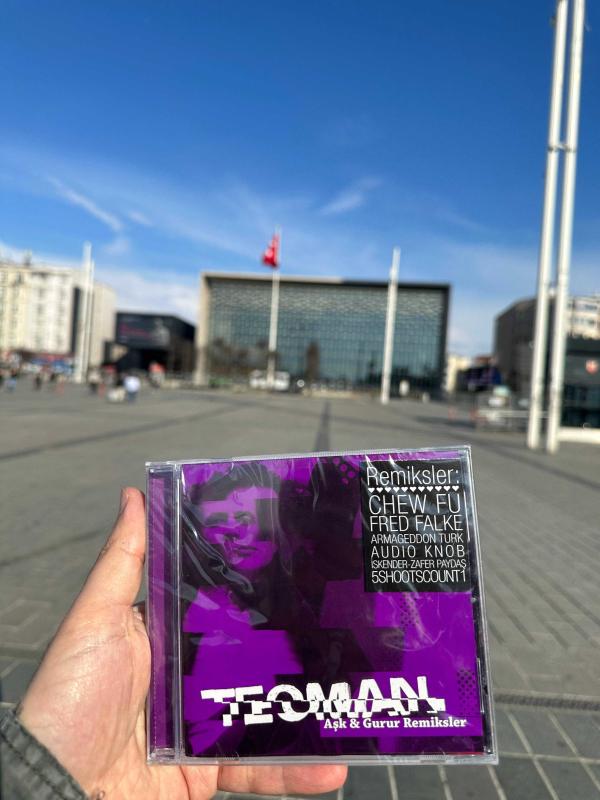 Remiksler:
CHEW FU
FRED FALKE
ARMAGEDDON TURK
AUDIO KNOB
İSKENDER-ZAFER PAYDAŞ
5SHOOTSCOUNT1
TEOMAN
Aşk & Gurur Remiksler